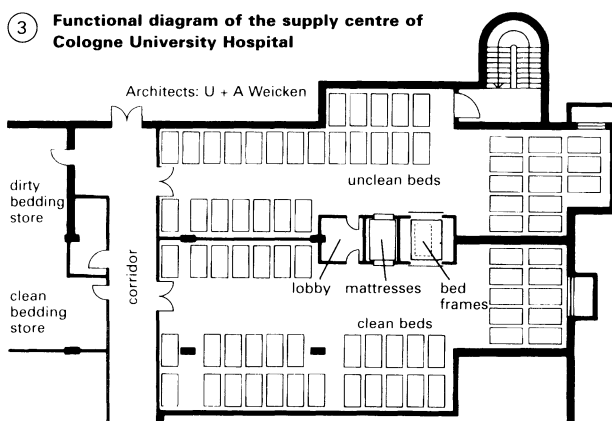 3 Functional diagram of the supply centre of
Cologne University Hospital
Architects: U + A Weicken
unclean beds
dirty
bedding
store
corridor
lobby
mattresses
bed
frames
clean
bedding
store
clean beds